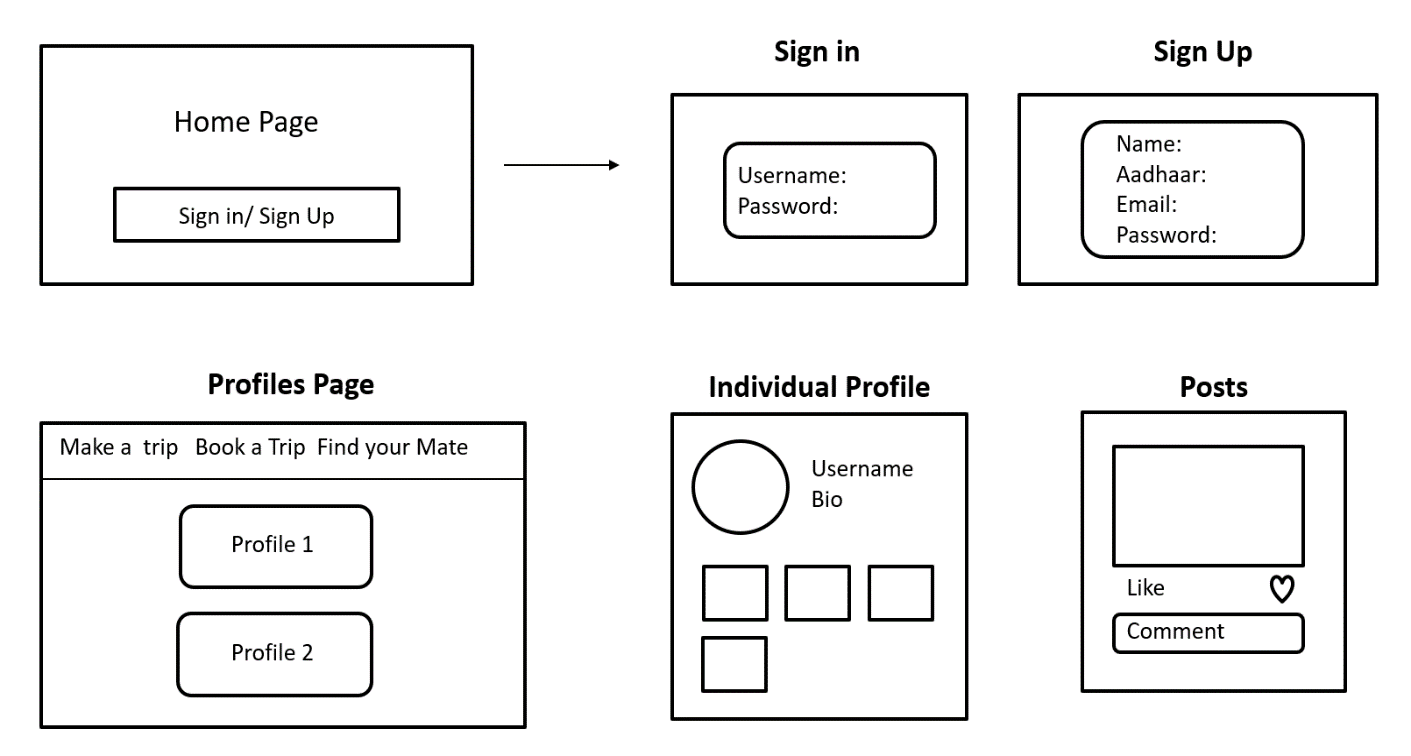 Home Page
Sign in/ Sign Up
Sign in
Username:
Password:
Sign Up
Name:
Aadhaar:
Email:
Password:
Profiles Page
Make a trip Book a Trip Find your Mate
Profile 1
Profile 2
Individual Profile
Username
Bio
Posts
Like
Comment